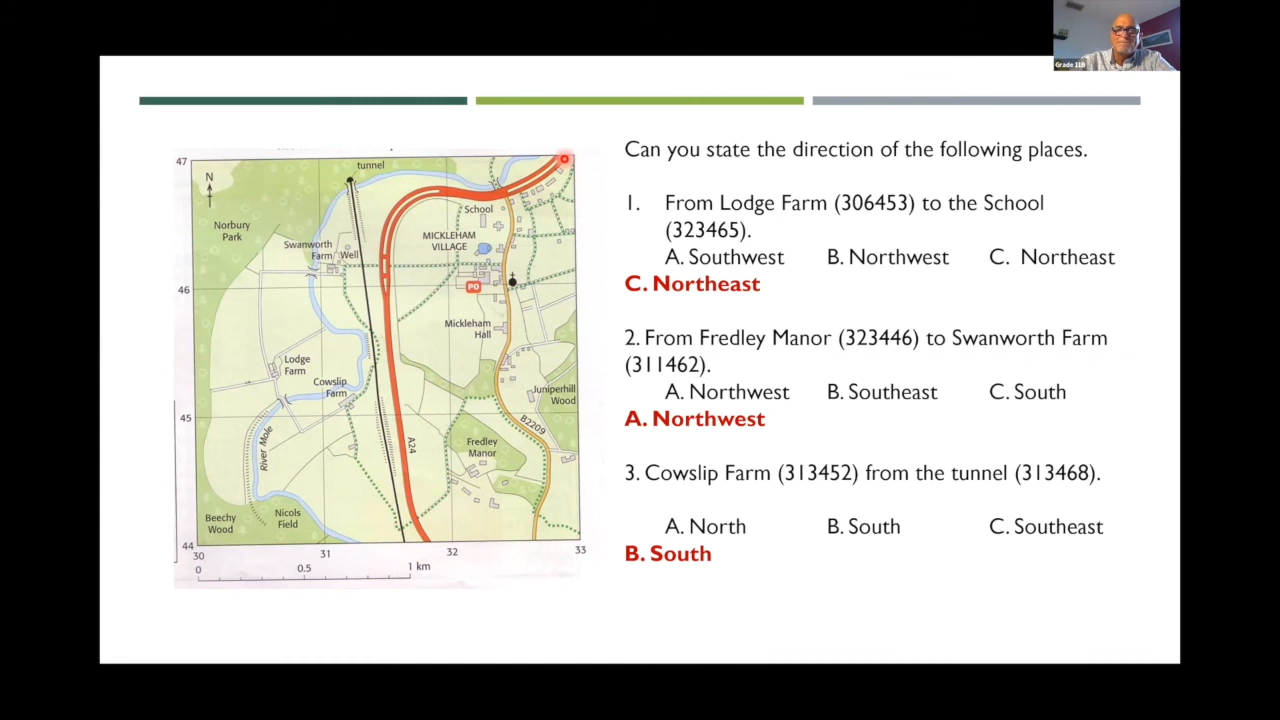 Grade 11B
47
tunnel
N
Norbury
Park
School
MICKLEHAM
VILLAGE
Swanworth
Farm
Well
46
PO
Mickleham
Hall
Lodge
Farm
Cowslip
Farm
Juniperhill
Wood
45
River Mole
A24
B2209
Fredley
Manor
Beechy
Wood
Nicols
Field
44
30
31
32
33
0
0.5
1 km
Can you state the direction of the following places.
1. From Lodge Farm (306453) to the School
(323465).
A. Southwest B. Northwest C. Northeast
C. Northeast
2. From Fredley Manor (323446) to Swanworth Farm
(311462).
A. Northwest B. Southeast C. South
A. Northwest
3. Cowslip Farm (313452) from the tunnel (313468).
A. North B. South C. Southeast
B. South